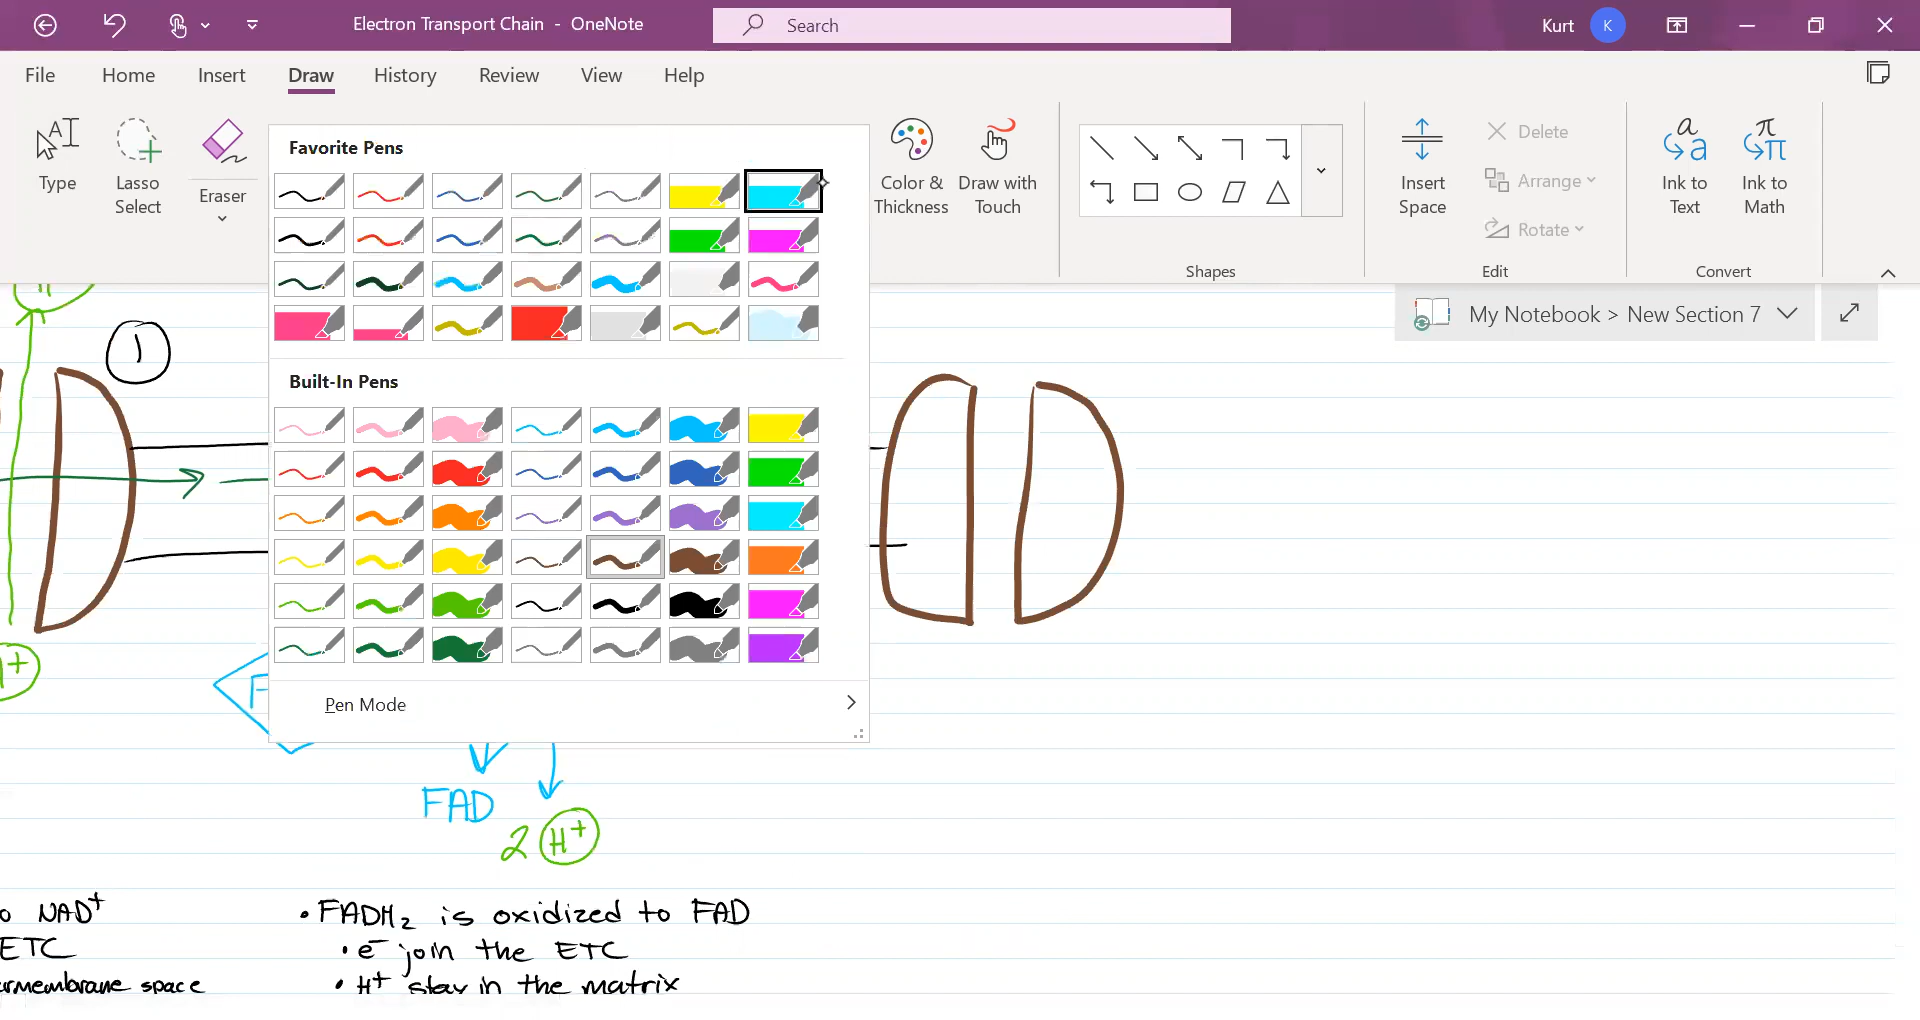 Electron Transport Chain - OneNote
Search
Kurt
K
File
Home
Insert
Draw
History
Review
View
Help
Type
Lasso
Select
Eraser
Favorite Pens
Built-In Pens
Pen Mode
Color &
Thickness
Draw with
Touch
Shapes
Insert
Space
Delete
Arrange
Rotate
Edit
Ink to
Text
Ink to
Math
Convert
My Notebook > New Section 7
1
F
FAD
2 H+
NAD+
ETC
space
• FADH2 is oxidized to FAD
• e- join the ETC
• H+ stay in the matrix